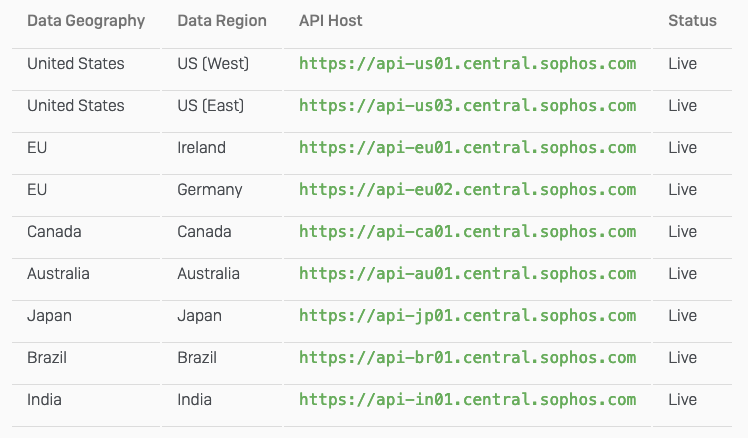 Data Geography Data Region API Host Status
United States US (West) https://api-us01.central.sophos.com Live
United States US (East) https://api-us03.central.sophos.com Live
EU Ireland https://api-eu01.central.sophos.com Live
EU Germany https://api-eu02.central.sophos.com Live
Canada Canada https://api-ca01.central.sophos.com Live
Australia Australia https://api-au01.central.sophos.com Live
Japan Japan https://api-jp01.central.sophos.com Live
Brazil Brazil https://api-br01.central.sophos.com Live
India India https://api-in01.central.sophos.com Live